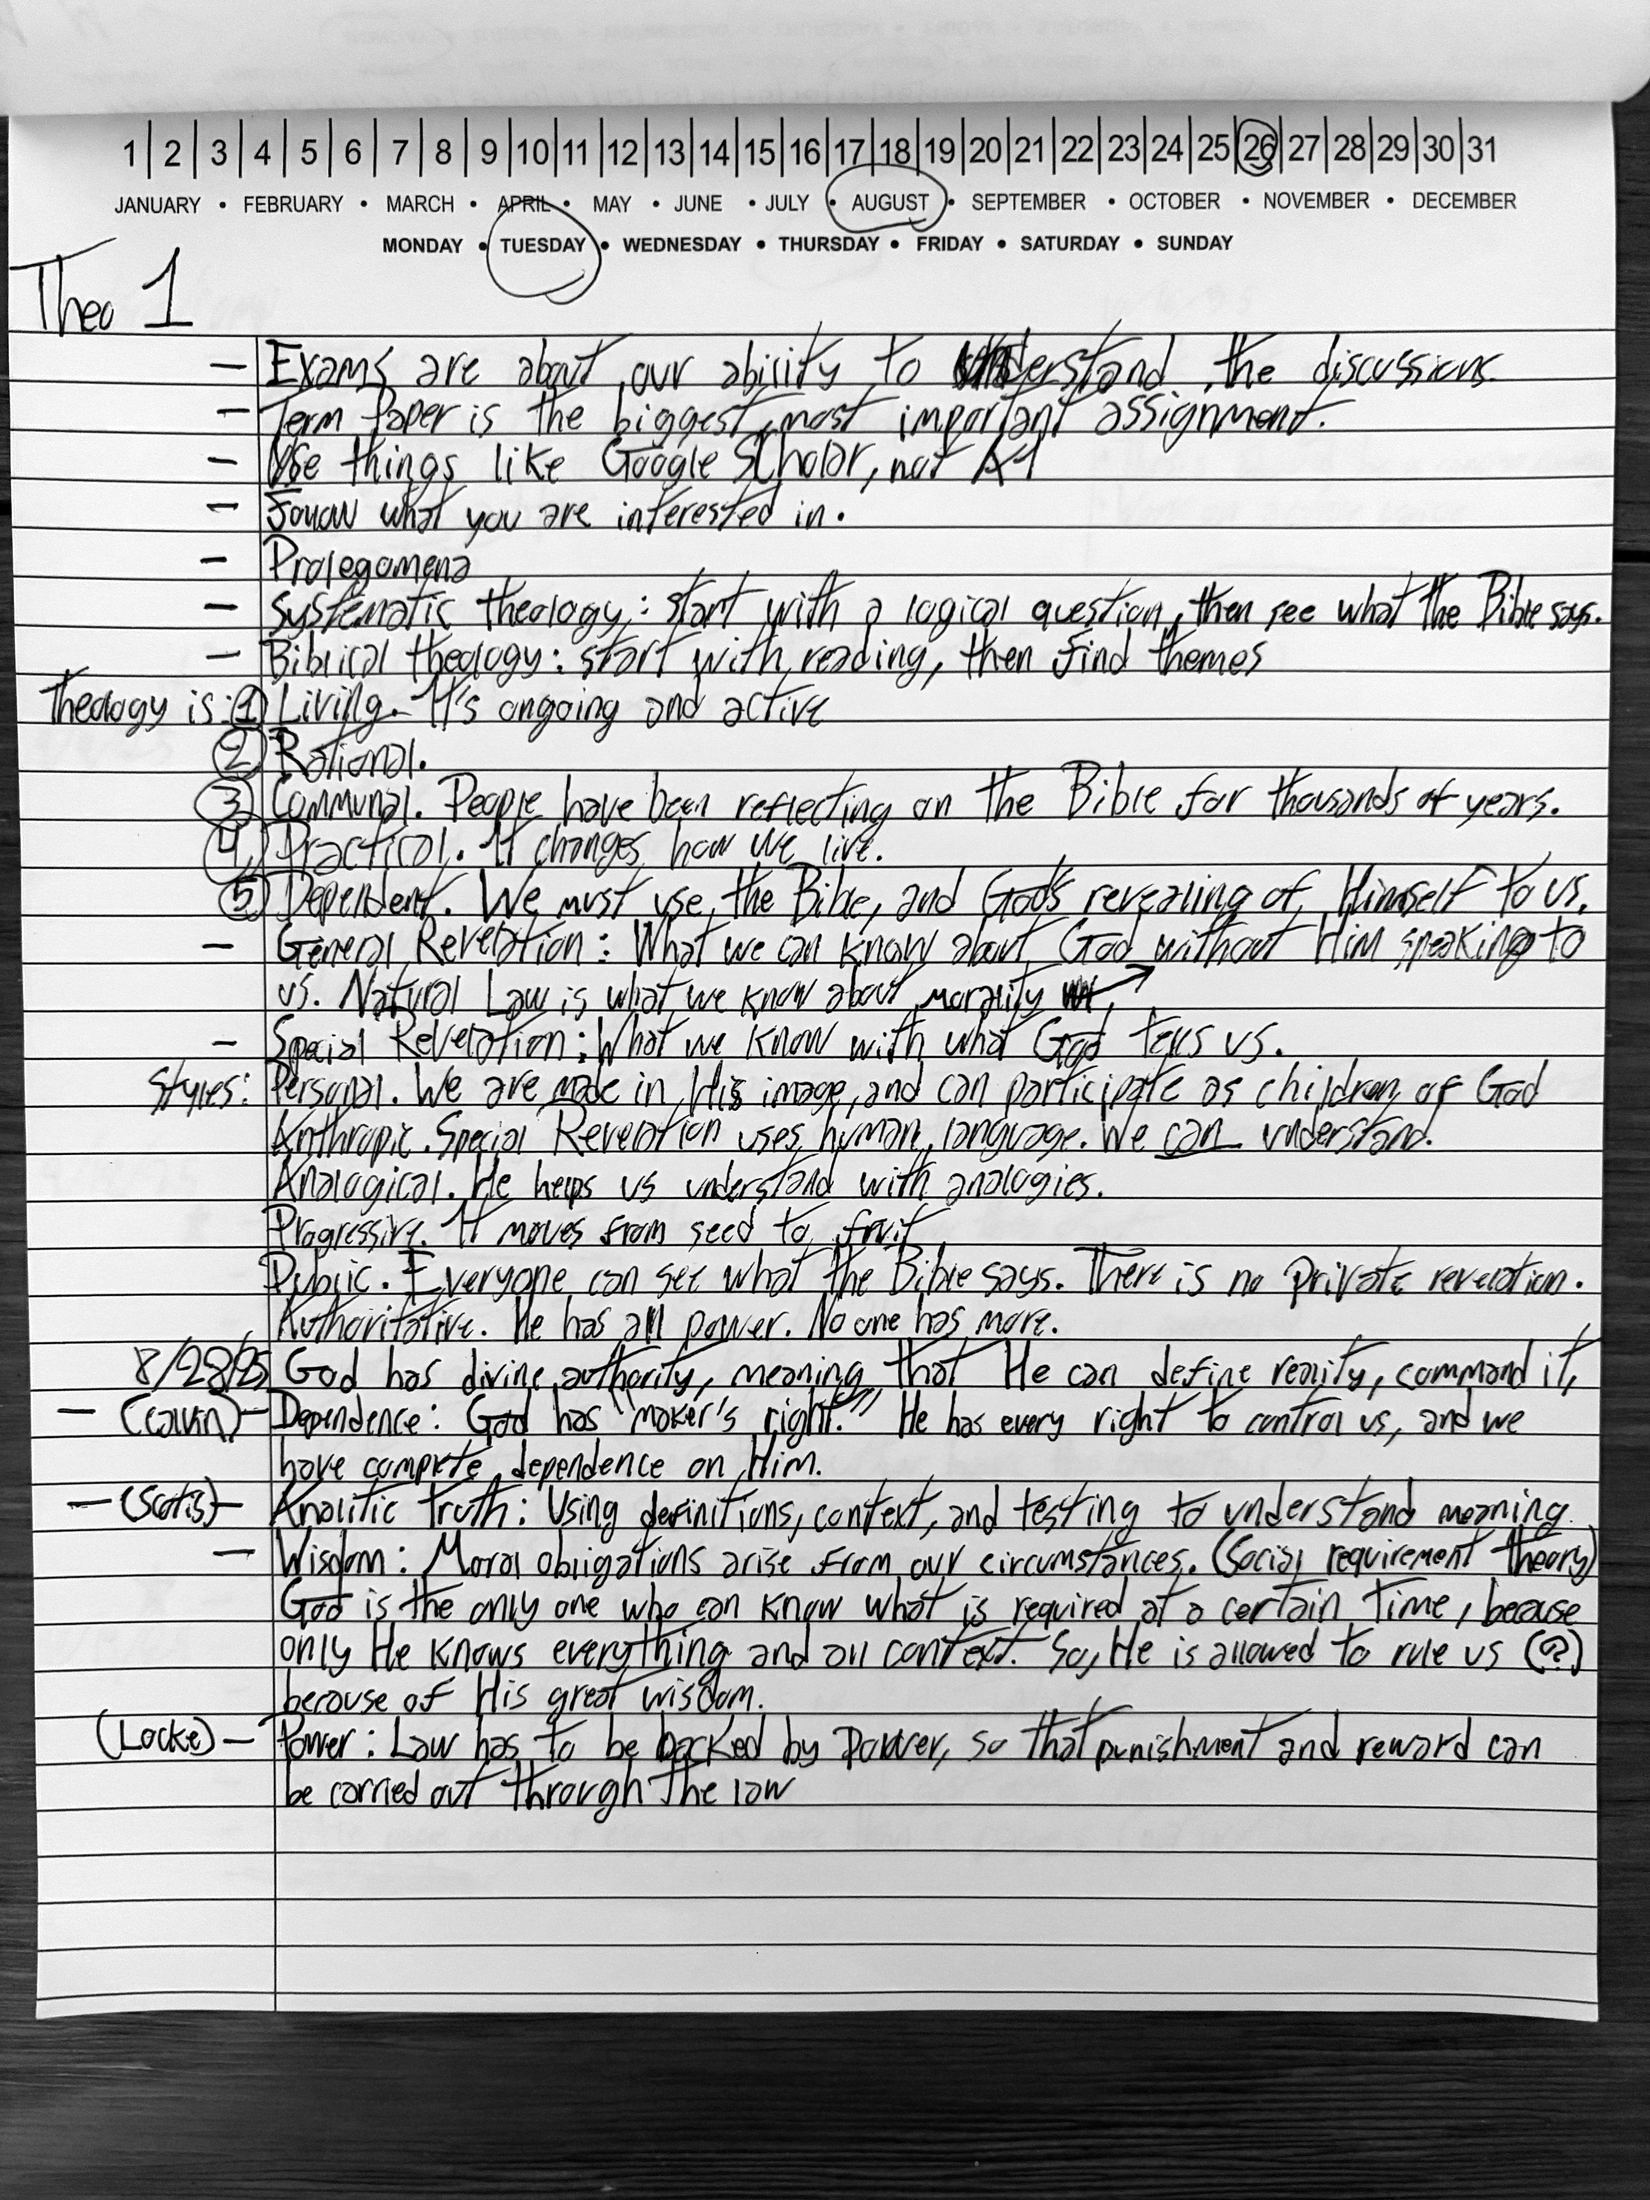 1 | 2 | 3 | 4 | 5 | 6 | 7 | 8 | 9 | 10 | 11 | 12 | 13 | 14 | 15 | 16 | 17 | 18 | 19 | 20 | 21 | 22 | 23 | 24 | 25 | 26 | 27 | 28 | 29 | 30 | 31
JANUARY • FEBRUARY • MARCH • APRIL • MAY • JUNE • JULY • AUGUST • SEPTEMBER • OCTOBER • NOVEMBER • DECEMBER
MONDAY • TUESDAY • WEDNESDAY • THURSDAY • FRIDAY • SATURDAY • SUNDAY
Theo 1
– Exams are about our ability to understand the discussions.
– Term Paper is the biggest, most important assignment.
– Use things like Google Scholar, not AI
– Follow what you are interested in.
– Prolegomena
– Systematic theology: start with a logical question, then see what the Bible says.
– Biblical theology: start with reading, then find themes
Theology is: ① Living. It's ongoing and active
② Rational.
③ Communal. People have been reflecting on the Bible for thousands of years.
④ Practical. It changes how we live.
⑤ Dependent. We must use the Bible, and God's revealing of Himself to us.
– General Revelation: What we can know about God without Him speaking to
us. Natural Law is what we know about morality ↗
– Special Revelation: What we know with what God tells us.
Styles: Personal. We are made in His image, and can participate as children of God
Anthropic. Special Revelation uses human language. We can understand.
Analogical. He helps us understand with analogies.
Progressive. It moves from seed to fruit
Public. Everyone can see what the Bible says. There is no private revelation.
Authoritative. He has all power. No one has more.
8/28/25 God has divine authority, meaning that He can define reality, command it,
– (Calvin) – Dependence: God has "maker's right." He has every right to control us, and we
have complete dependence on Him.
– (Scotis) – Analitic Truth: Using definitions, context, and testing to understand meaning.
– Wisdom: Moral obligations arise from our circumstances. (Social requirement theory)
God is the only one who can know what is required at a certain time, because
only He knows everything and all context. So, He is allowed to rule us (?)
because of His great wisdom.
(Locke) – Power: Law has to be backed by power, so that punishment and reward can
be carried out through the law